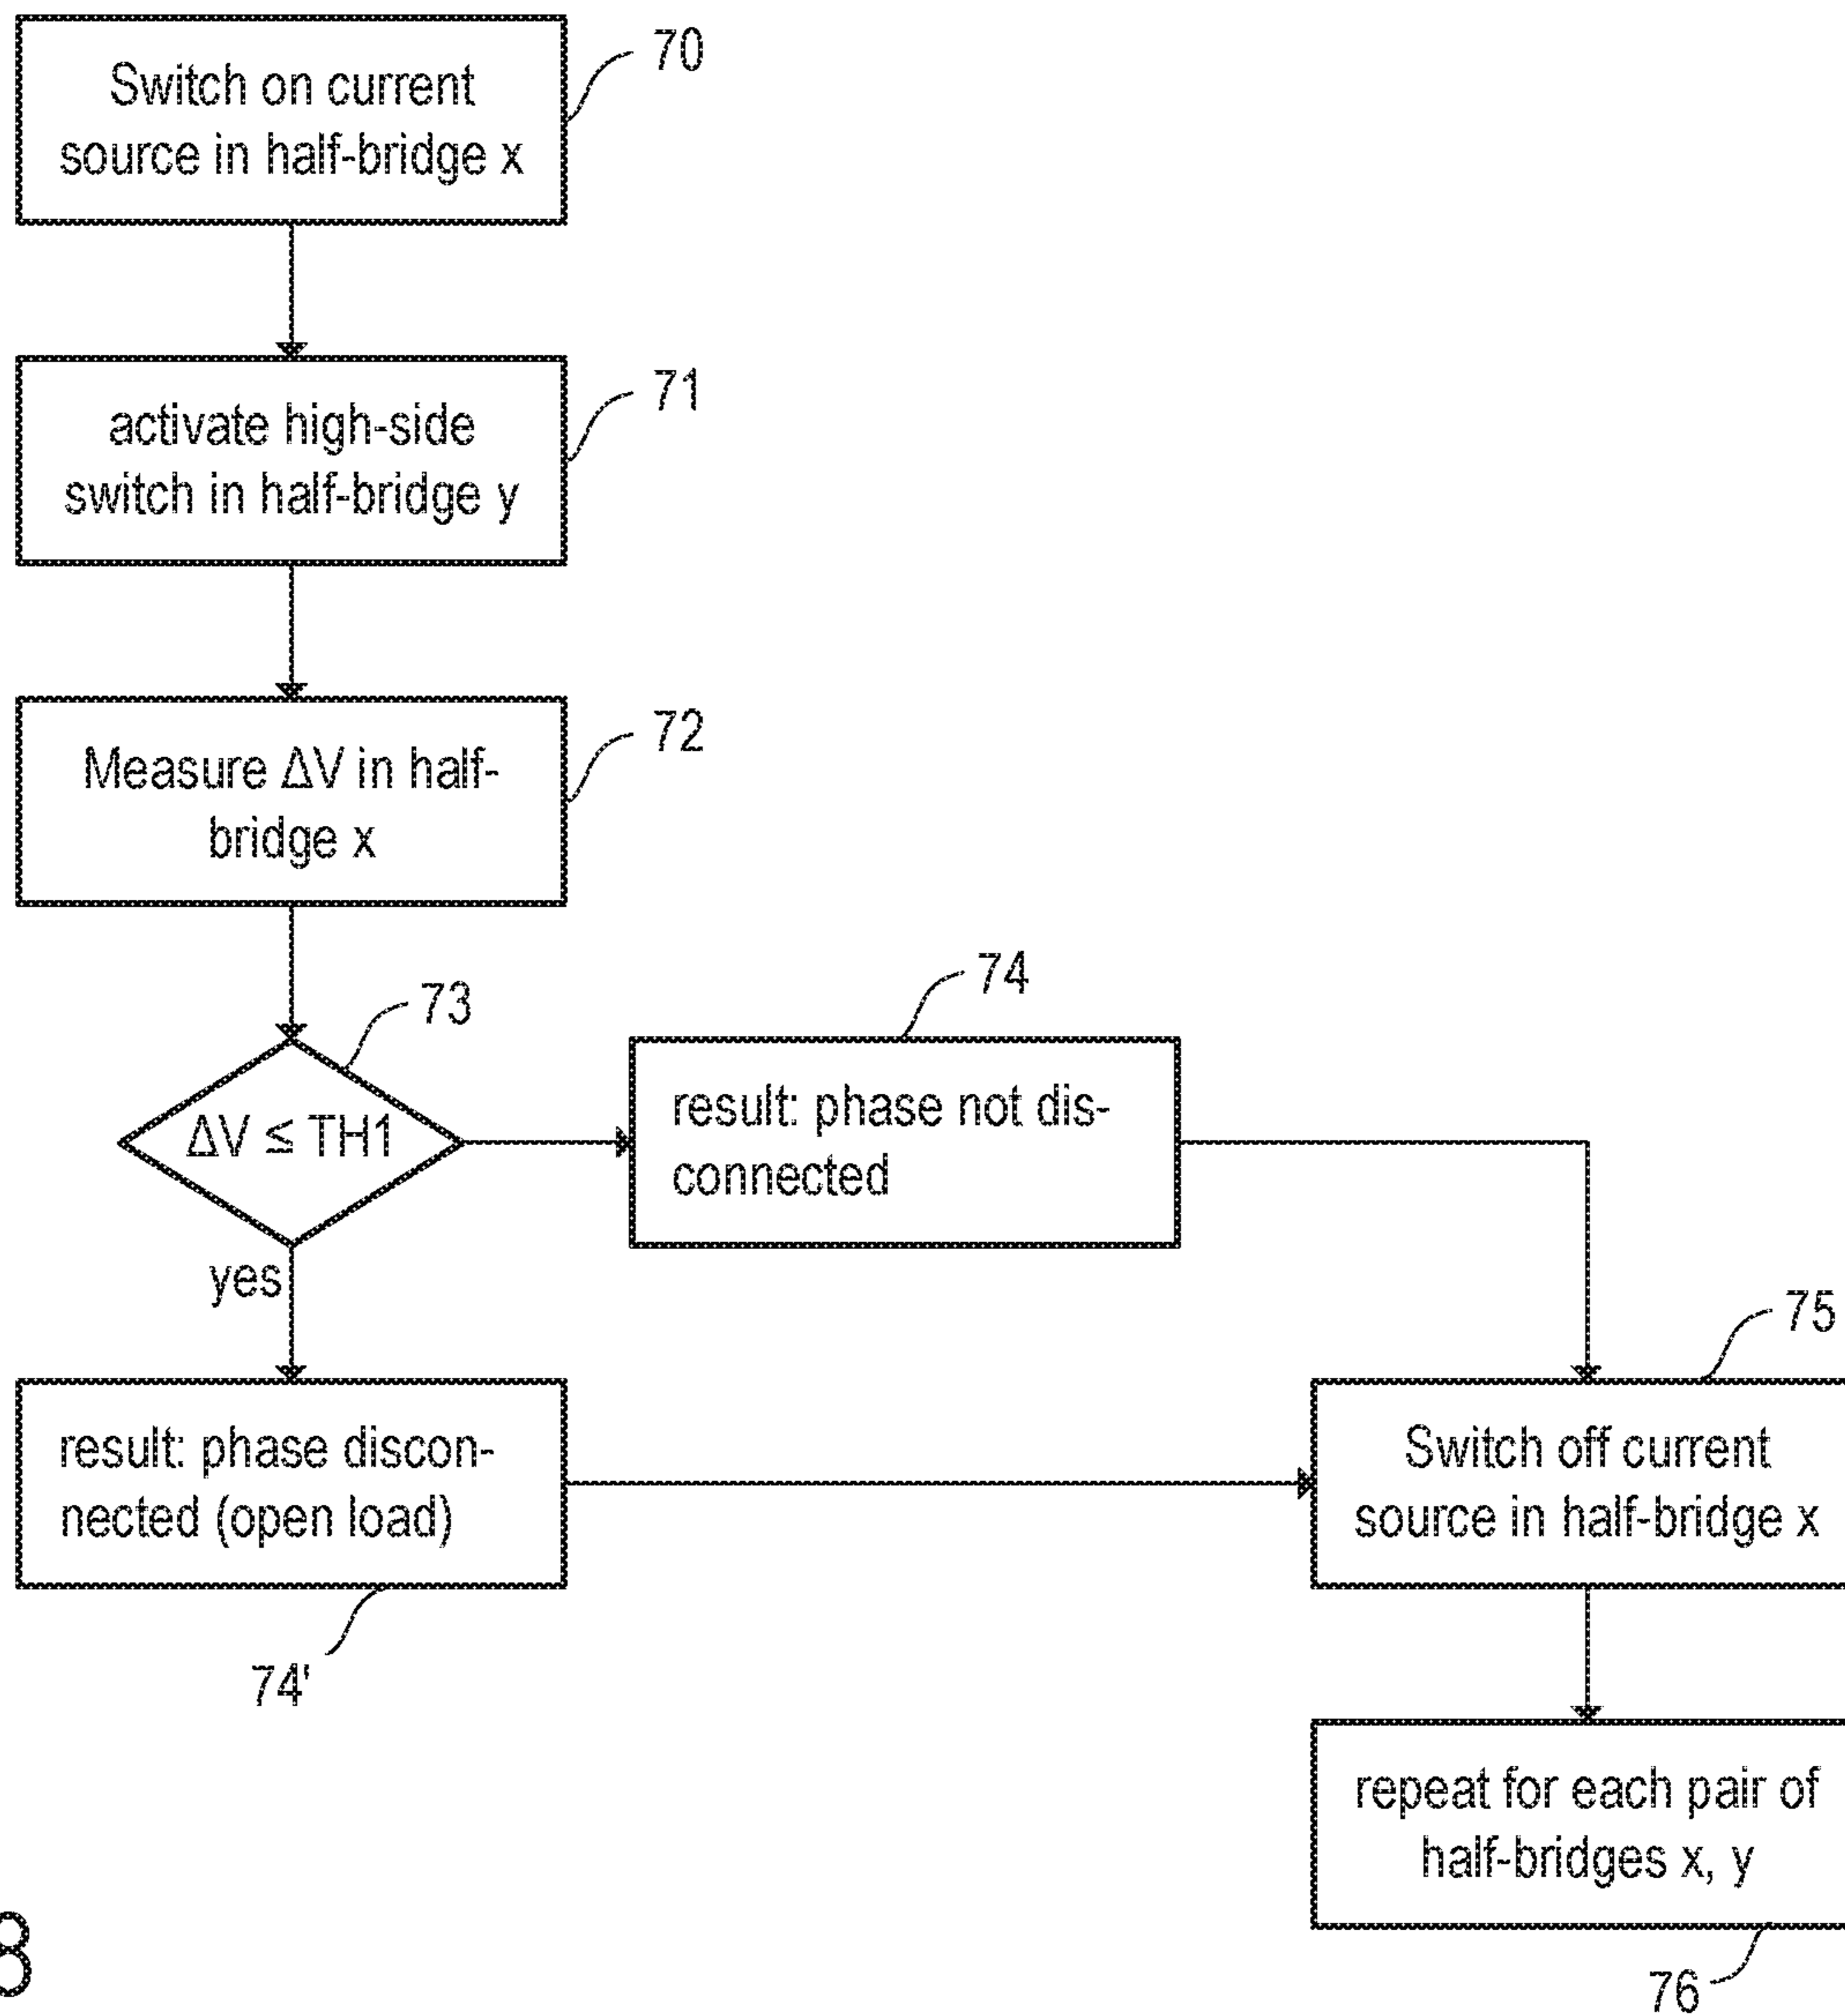 Switch on current
source in half-bridge x
70
activate high-side
switch in half-bridge y
71
Measure ΔV in half-
bridge x
72
ΔV ≤ TH1
73
yes
result: phase not dis-
connected
74
result: phase discon-
nected (open load)
74'
Switch off current
source in half-bridge x
75
repeat for each pair of
half-bridges x, y
76
8